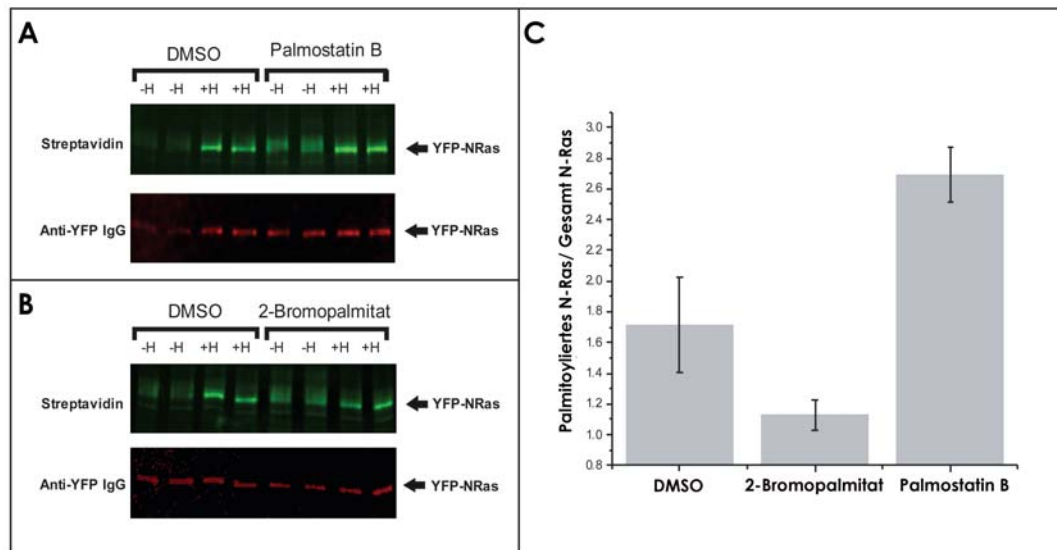 A
DMSO Palmostatin B
-H -H +H +H -H -H +H +H
Streptavidin YFP-NRas
Anti-YFP IgG YFP-NRas
B
DMSO 2-Bromopalmitat
-H -H +H +H -H -H +H +H
Streptavidin YFP-NRas
Anti-YFP IgG YFP-NRas
C
Palmitoyliertes N-Ras/ Gesamt N-Ras
3.0
2.8
2.6
2.4
2.2
2.0
1.8
1.6
1.4
1.2
1.0
0.8
DMSO 2-Bromopalmitat Palmostatin B